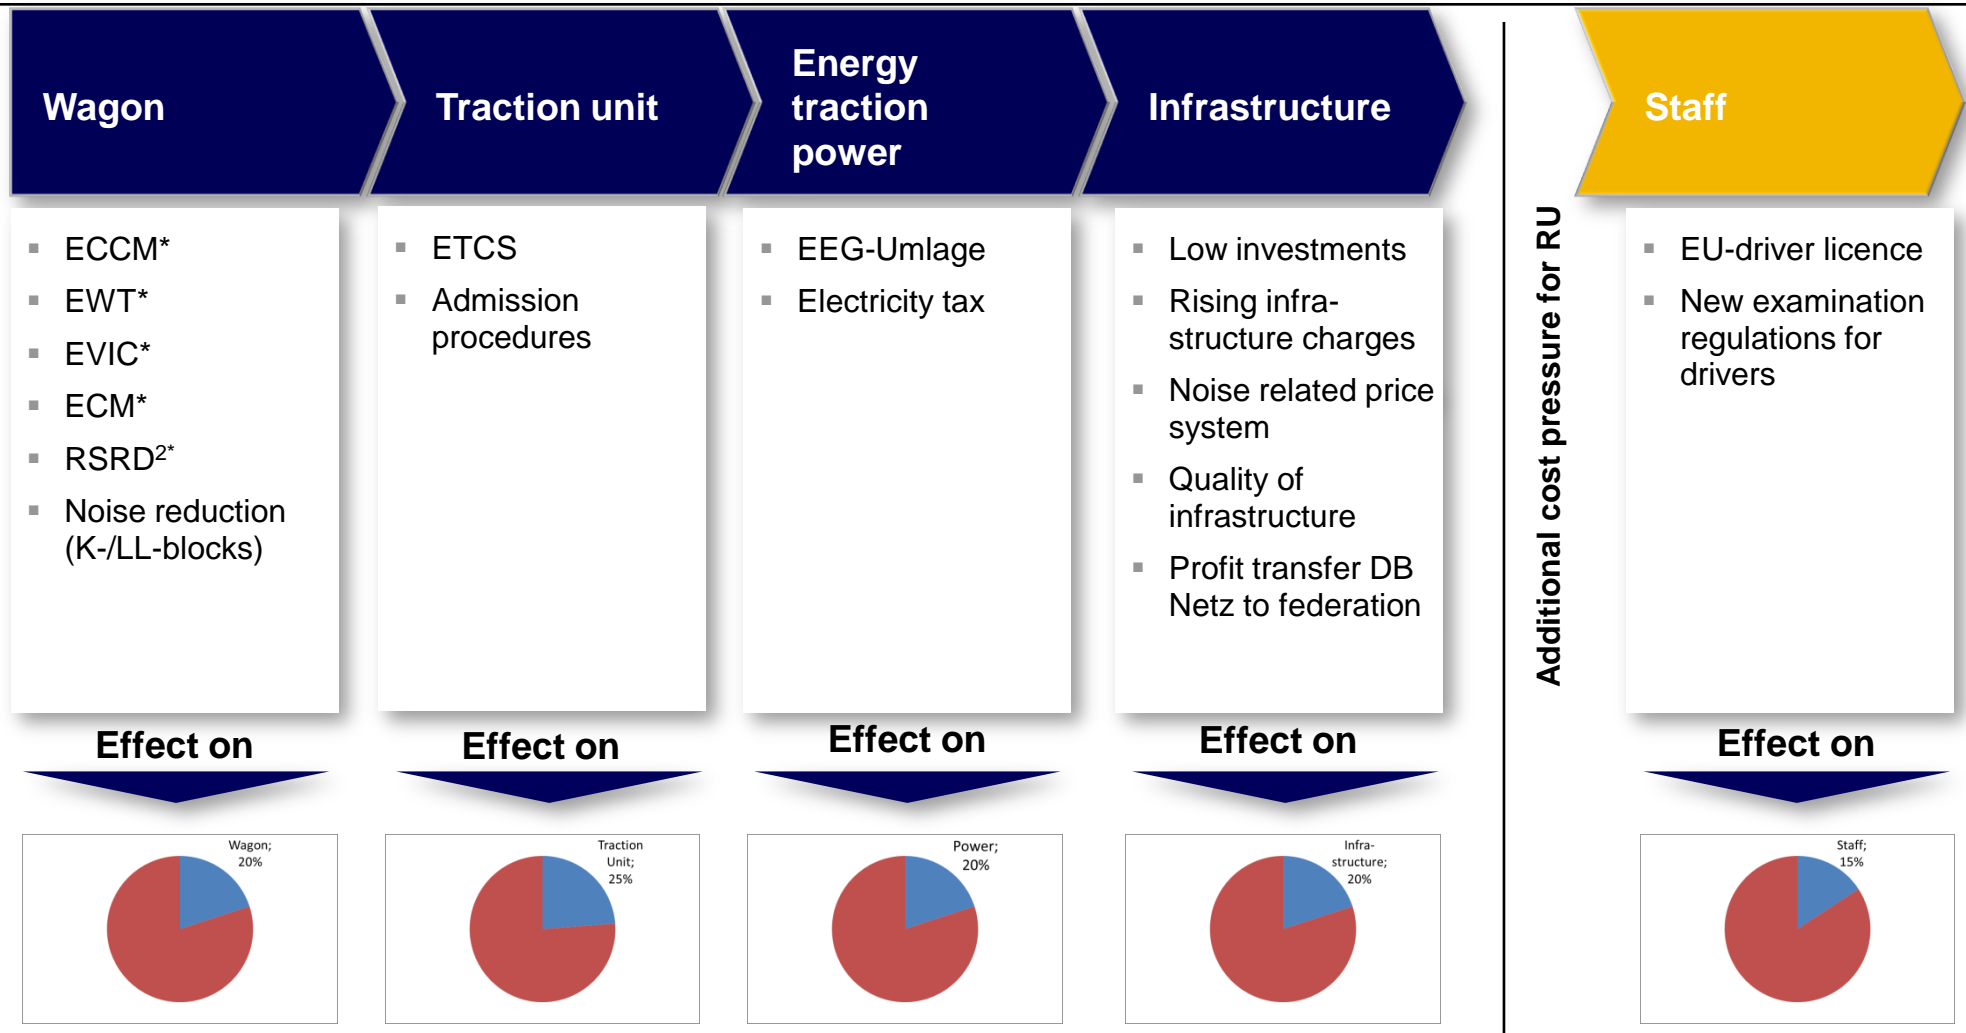 Wagon
Traction unit
Energy
traction
power
Infrastructure
Staff
ECCM*
EWT*
EVIC*
ECM*
RSRD2*
Noise reduction
(K-/LL-blocks)
ETCS
Admission
procedures
EEG-Umlage
Electricity tax
Low investments
Rising infra-
structure charges
Noise related price
system
Quality of
infrastructure
Profit transfer DB
Netz to federation
Additional cost pressure for RU
EU-driver licence
New examination
regulations for
drivers
Effect on
Effect on
Effect on
Effect on
Effect on
Wagon;
20%
Traction
Unit;
25%
Power;
20%
Infra-
structure;
20%
Staff;
15%